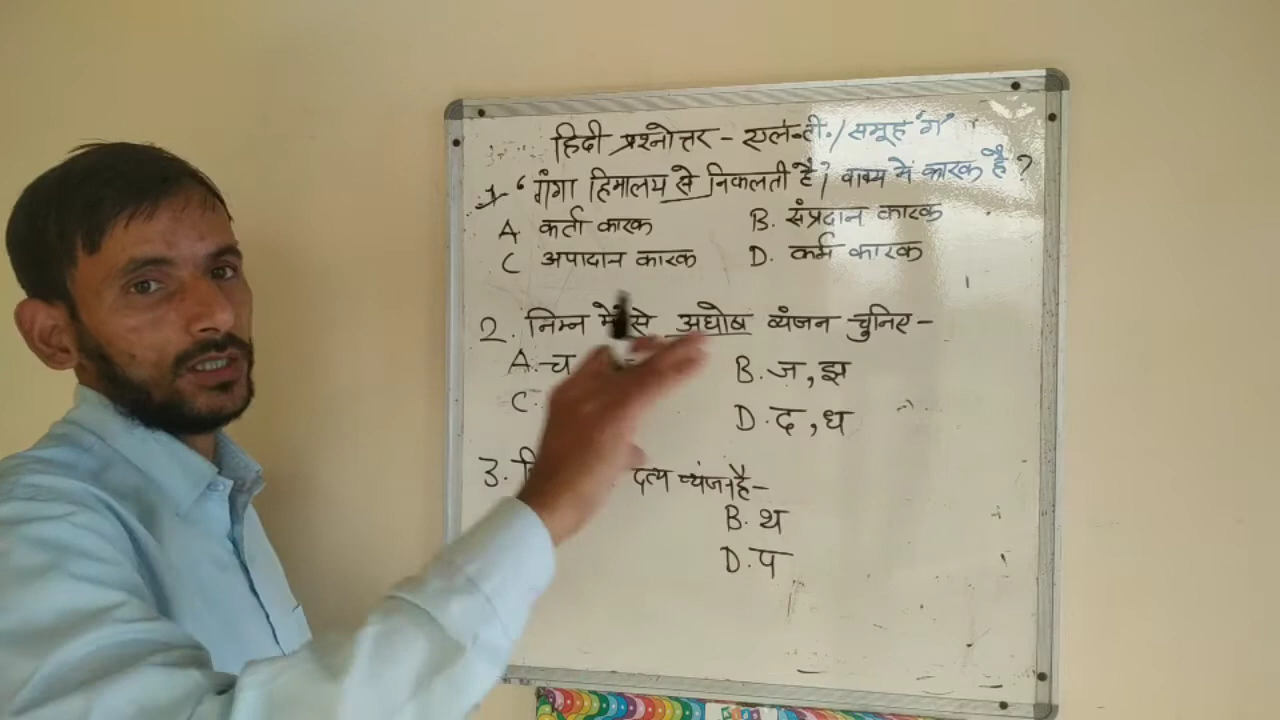 हिंदी प्रश्नोत्तर - एल.टी. / समूह 'ग'
1 'गंगा हिमालय से निकलती है' वाक्य में कारक है ?
A कर्ता कारक B. संप्रदान कारक
C अपादान कारक D. कर्म कारक
2. निम्न में से अघोष व्यंजन चुनिए -
A. च B. ज, झ
C. D. द, ध
3. दंत्य व्यंजन है -
B. थ
D. प